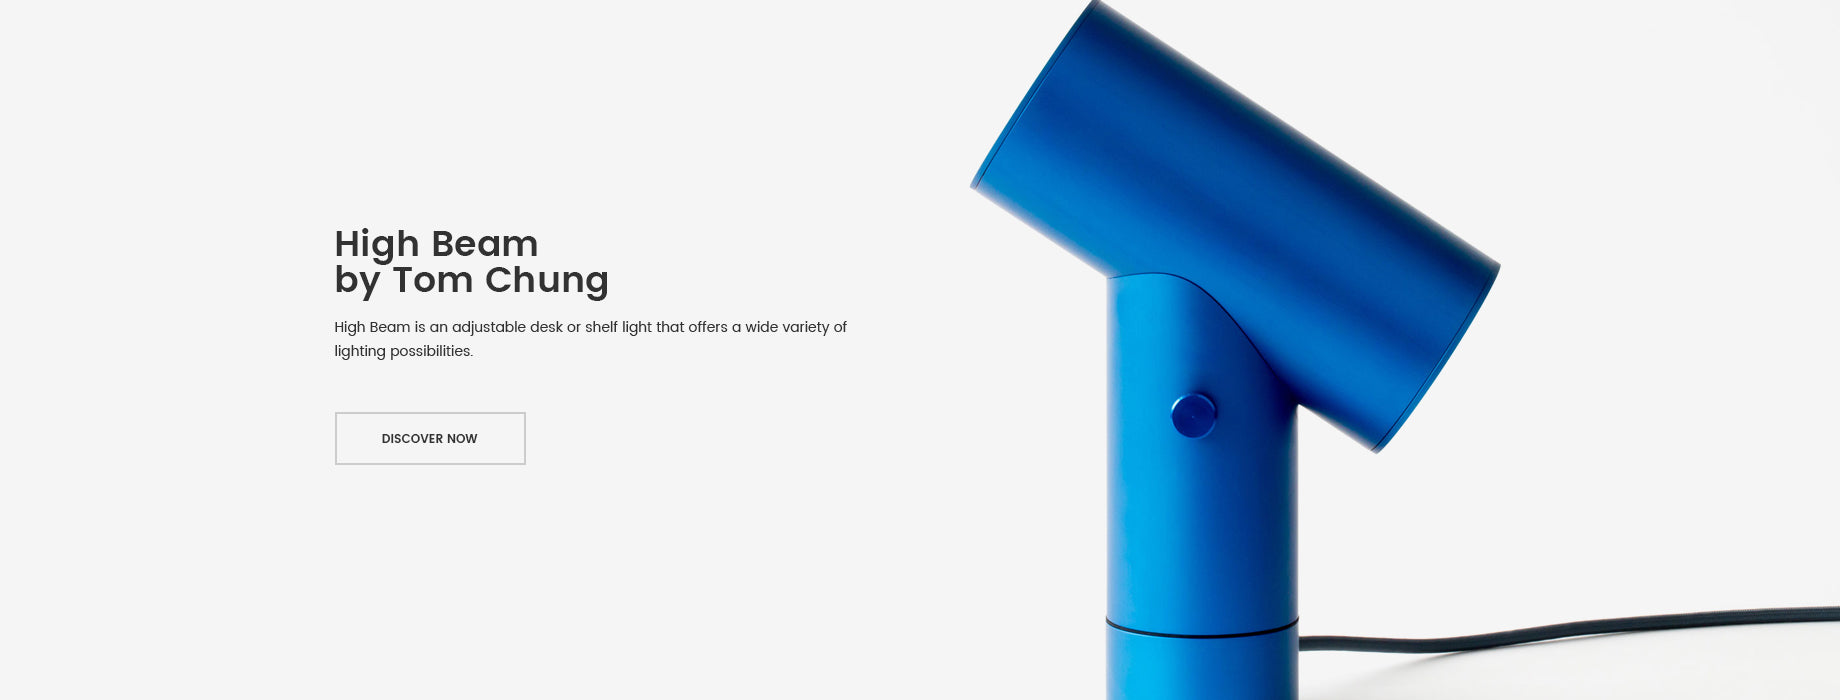 High Beam
by Tom Chung
High Beam is an adjustable desk or shelf light that offers a wide variety of
lighting possibilities.
DISCOVER NOW